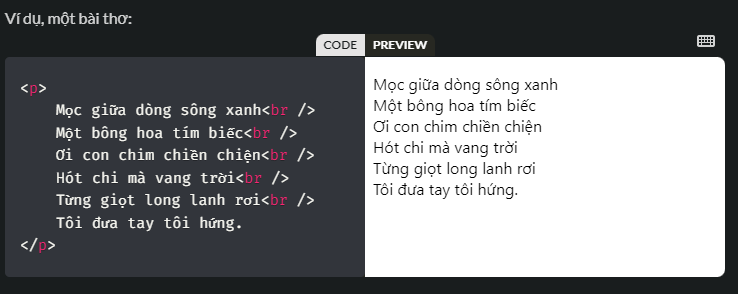 Ví dụ, một bài thơ:
CODE PREVIEW
<p>
Mọc giữa dòng sông xanh<br />
Một bông hoa tím biếc<br />
Ơi con chim chiền chiện<br />
Hót chi mà vang trời<br />
Từng giọt long lanh rơi<br />
Tôi đưa tay tôi hứng.
</p>
Mọc giữa dòng sông xanh
Một bông hoa tím biếc
Ơi con chim chiền chiện
Hót chi mà vang trời
Từng giọt long lanh rơi
Tôi đưa tay tôi hứng.